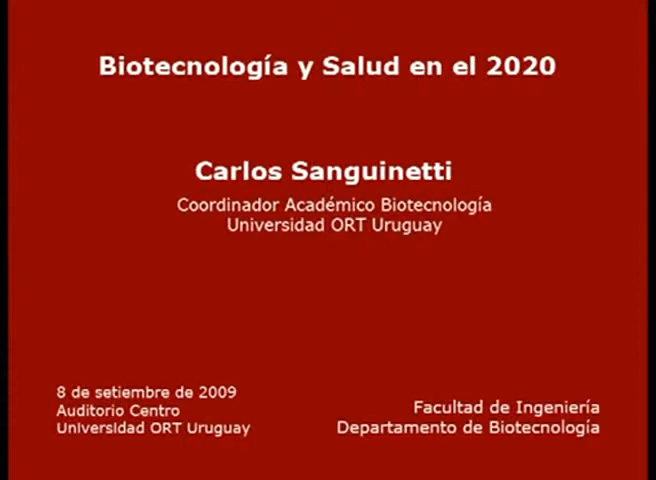 Biotecnología y Salud en el 2020
Carlos Sanguinetti
Coordinador Académico Biotecnología
Universidad ORT Uruguay
8 de setiembre de 2009
Auditorio Centro
Universidad ORT Uruguay
Facultad de Ingeniería
Departamento de Biotecnología